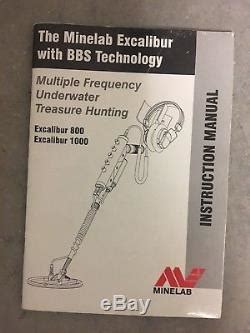 The Minelab Excalibur
with BBS Technology
Multiple Frequency
Underwater
Treasure Hunting
Excalibur 800
Excalibur 1000
INSTRUCTION MANUAL
MINELAB